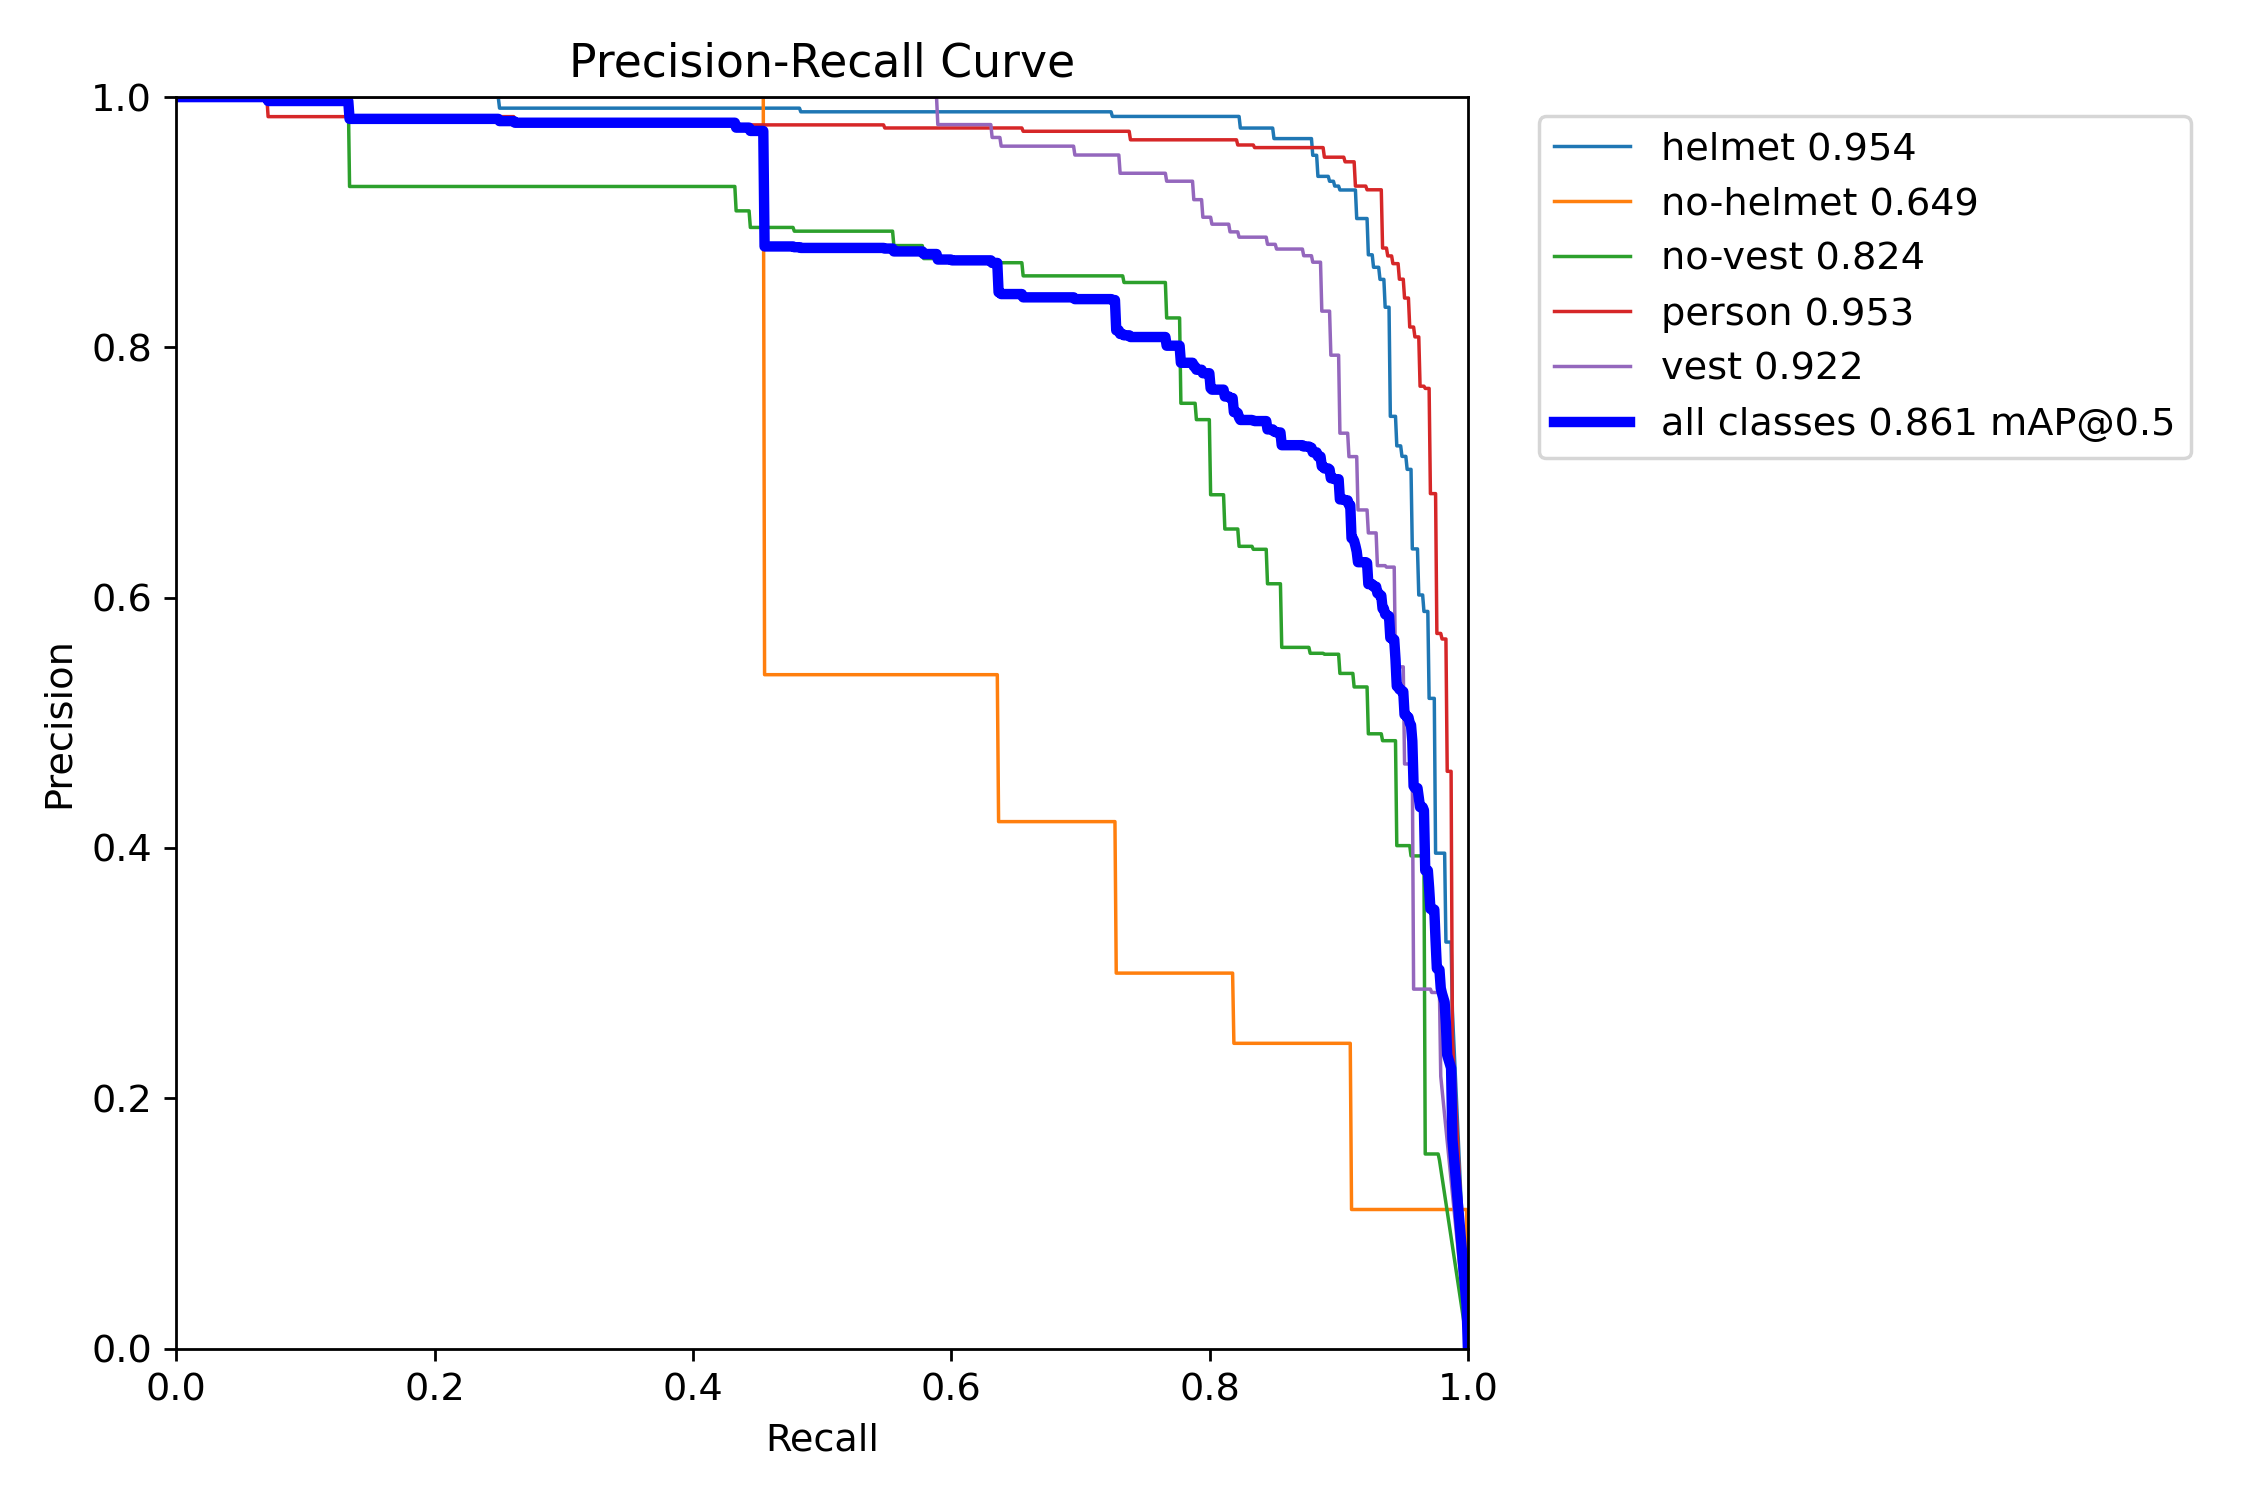 Precision-Recall Curve
1.0
0.8
0.6
0.4
0.2
0.0
Precision
0.0 0.2 0.4 0.6 0.8 1.0
Recall
helmet 0.954
no-helmet 0.649
no-vest 0.824
person 0.953
vest 0.922
all classes 0.861 mAP@0.5